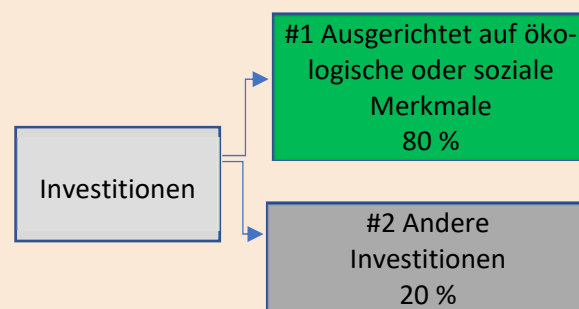 #1 Ausgerichtet auf öko-
logische oder soziale
Merkmale
80 %
Investitionen
#2 Andere
Investitionen
20 %